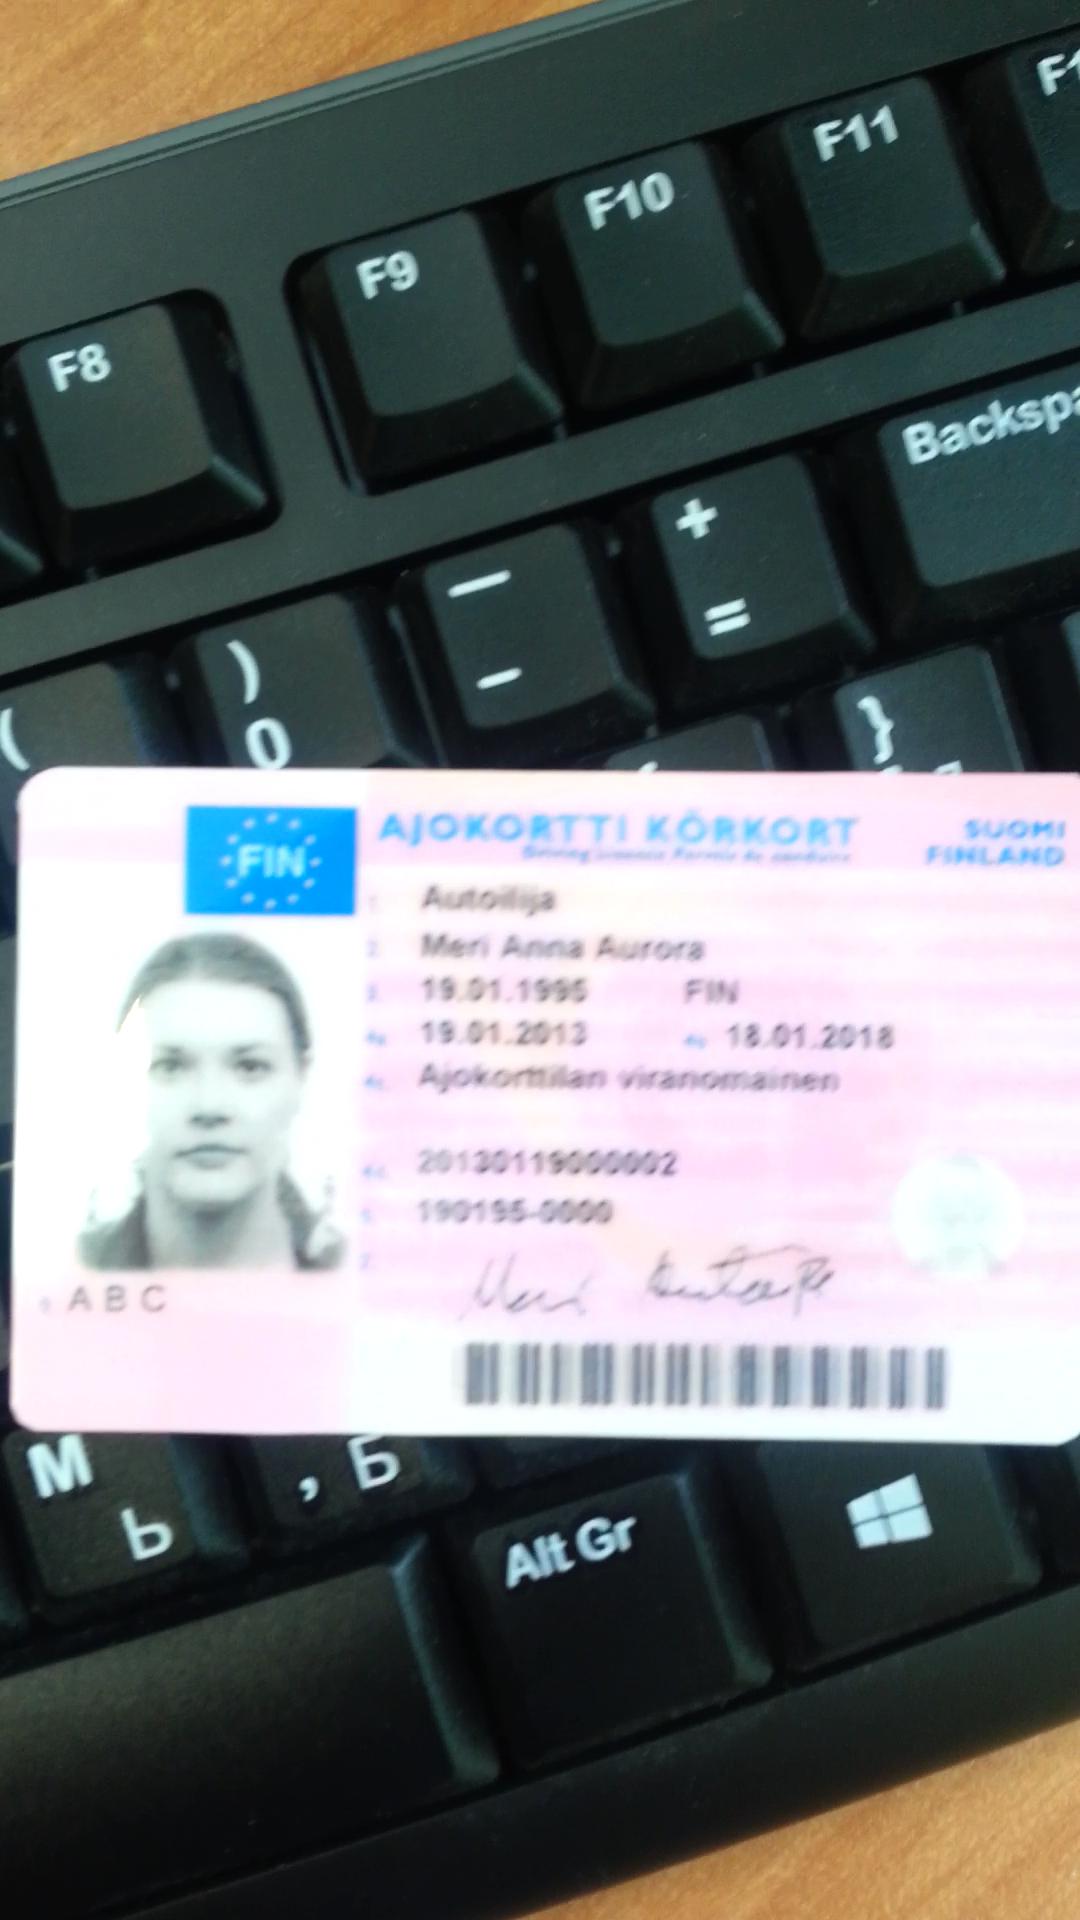 F8 F9 F10 F11
Backspa
+
=
)
0
(
}
FIN
AJOKORTTI KÖRKORT
SUOMI
FINLAND
Driving licence Permis de conduire
1. Autoilija
2. Meri Anna Aurora
3. 19.01.1995 FIN
4a. 19.01.2013 4b. 18.01.2018
4c. Ajokorttilan viranomainen
4d. 20130119000002
5. 190195-0000
7. Meri Autoilija
9. A B C
M
Ь
, Б
Alt Gr